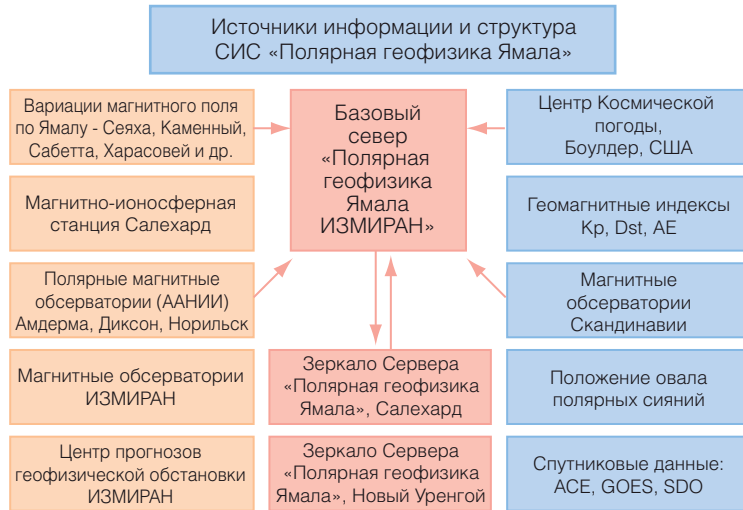 Источники информации и структура
СИС «Полярная геофизика Ямала»
Вариации магнитного поля
по Ямалу - Сеяха, Каменный,
Сабетта, Харасовей и др.
Магнитно-ионосферная
станция Салехард
Полярные магнитные
обсерватории (ААНИИ)
Амдерма, Диксон, Норильск
Магнитные обсерватории
ИЗМИРАН
Центр прогнозов
геофизической обстановки
ИЗМИРАН
Базовый
север
«Полярная
геофизика
Ямала
ИЗМИРАН»
Зеркало Сервера
«Полярная геофизика
Ямала», Салехард
Зеркало Сервера
«Полярная геофизика
Ямала», Новый Уренгой
Центр Космической
погоды,
Боулдер, США
Геомагнитные индексы
Kp, Dst, AE
Магнитные
обсерватории
Скандинавии
Положение овала
полярных сияний
Спутниковые данные:
ACE, GOES, SDO